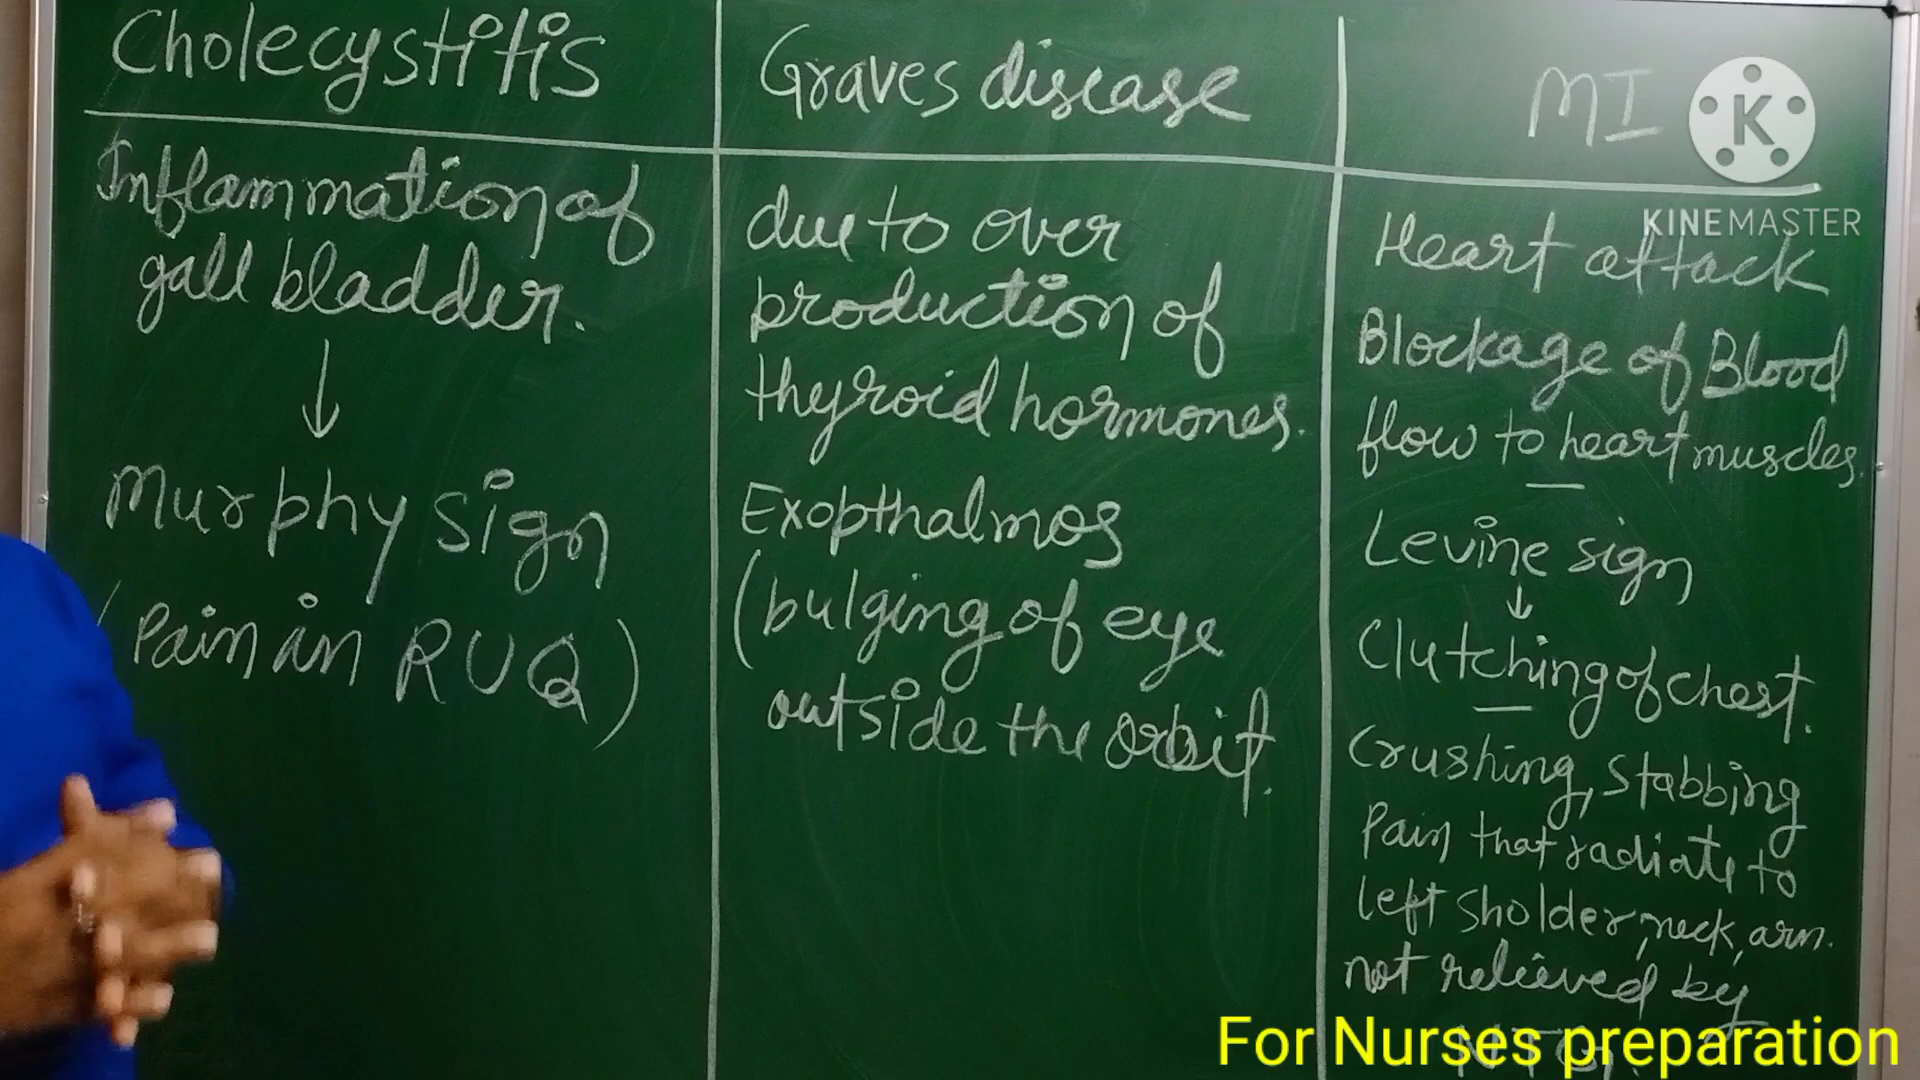 Cholecystitis
Inflammation of
gall bladder.
Murphy sign
(Pain in RUQ)
Graves disease
due to over
production of
thyroid hormones.
Exopthalmos
(bulging of eye
outside the orbit.
MI
Heart attack
Blockage of Blood
flow to heart muscles.
Levine sign
Clutching of chest.
Crushing, Stabbing
Pain that radiate to
left sholder, neck, arm.
not relieved by
NTG.
K
KINEMASTER
For Nurses preparation